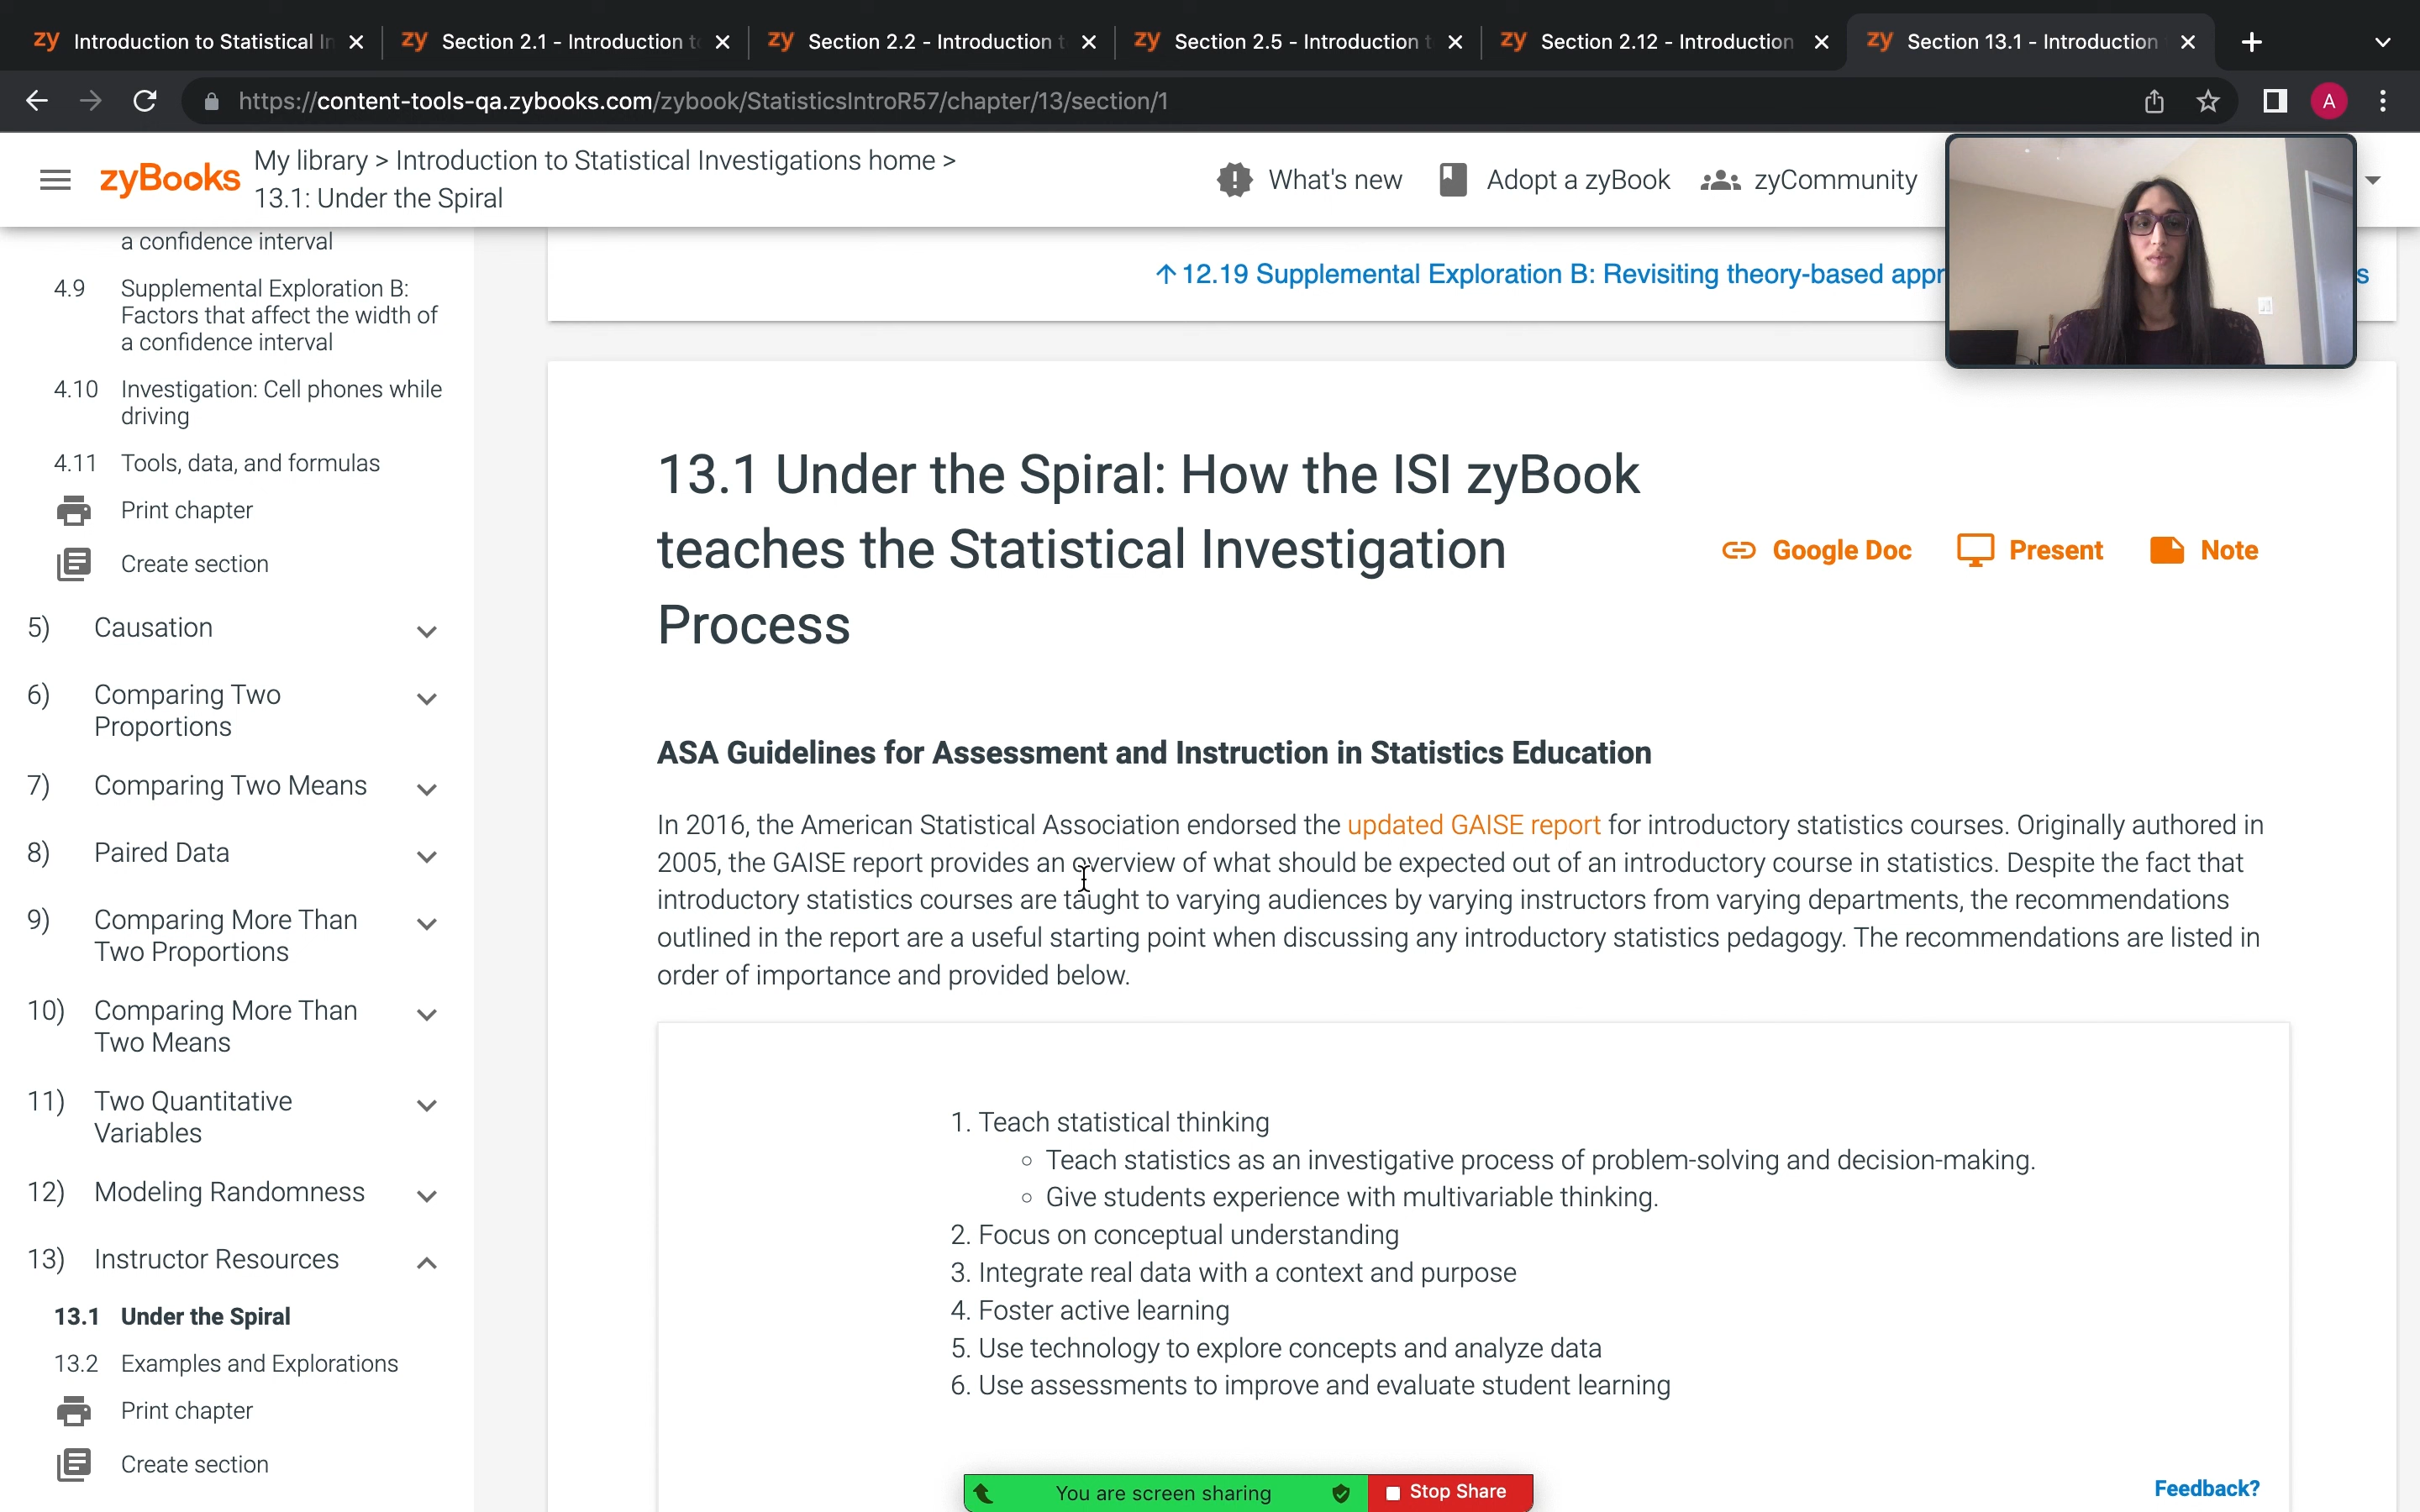 zy Introduction to Statistical In
zy Section 2.1 - Introduction to
zy Section 2.2 - Introduction t
zy Section 2.5 - Introduction t
zy Section 2.12 - Introduction
zy Section 13.1 - Introduction
https://content-tools-qa.zybooks.com/zybook/StatisticsIntroR57/chapter/13/section/1
A
zyBooks
My library > Introduction to Statistical Investigations home >
13.1: Under the Spiral
What's new
Adopt a zyBook
zyCommunity
a confidence interval
4.9 Supplemental Exploration B:
Factors that affect the width of
a confidence interval
4.10 Investigation: Cell phones while
driving
4.11 Tools, data, and formulas
Print chapter
Create section
5) Causation
6) Comparing Two
Proportions
7) Comparing Two Means
8) Paired Data
9) Comparing More Than
Two Proportions
10) Comparing More Than
Two Means
11) Two Quantitative
Variables
12) Modeling Randomness
13) Instructor Resources
13.1 Under the Spiral
13.2 Examples and Explorations
Print chapter
Create section
↑ 12.19 Supplemental Exploration B: Revisiting theory-based appr s
13.1 Under the Spiral: How the ISI zyBook
teaches the Statistical Investigation
Process
Google Doc
Present
Note
ASA Guidelines for Assessment and Instruction in Statistics Education
In 2016, the American Statistical Association endorsed the updated GAISE report for introductory statistics courses. Originally authored in
2005, the GAISE report provides an overview of what should be expected out of an introductory course in statistics. Despite the fact that
introductory statistics courses are taught to varying audiences by varying instructors from varying departments, the recommendations
outlined in the report are a useful starting point when discussing any introductory statistics pedagogy. The recommendations are listed in
order of importance and provided below.
1. Teach statistical thinking
○ Teach statistics as an investigative process of problem-solving and decision-making.
○ Give students experience with multivariable thinking.
2. Focus on conceptual understanding
3. Integrate real data with a context and purpose
4. Foster active learning
5. Use technology to explore concepts and analyze data
6. Use assessments to improve and evaluate student learning
Feedback?
You are screen sharing
Stop Share